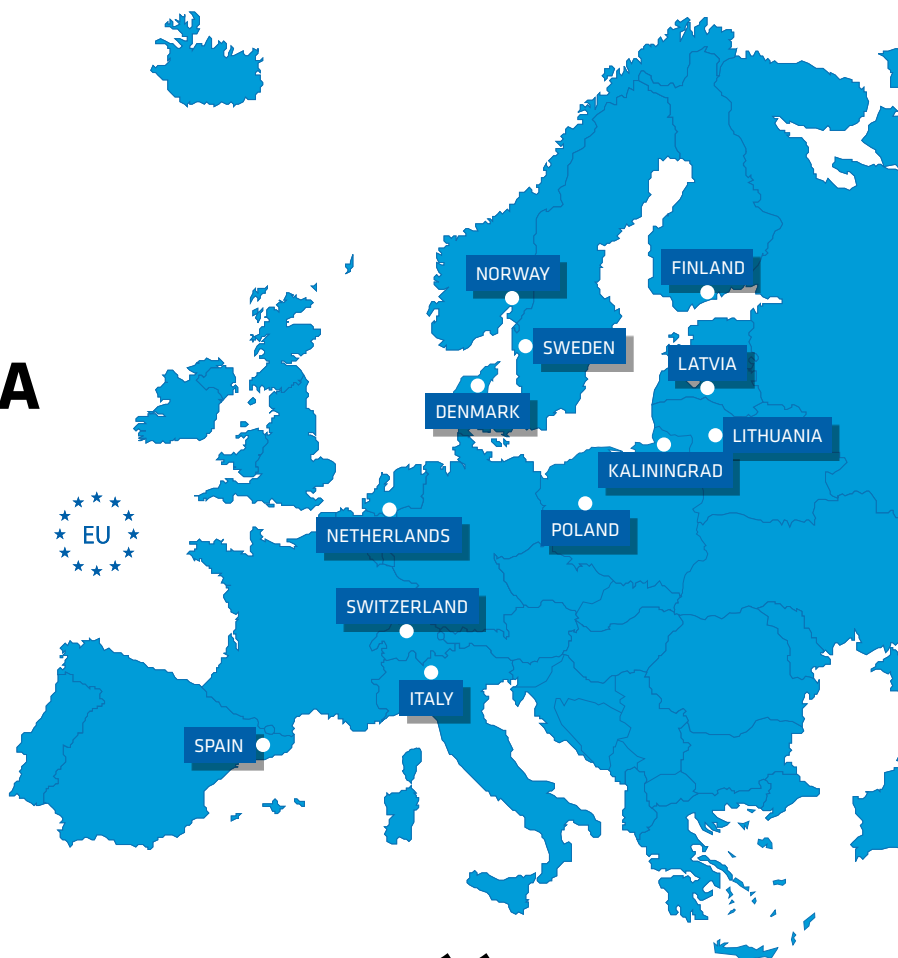 NORWAY
FINLAND
SWEDEN
LATVIA
A
DENMARK
LITHUANIA
KALININGRAD
EU
NETHERLANDS
POLAND
SWITZERLAND
ITALY
SPAIN